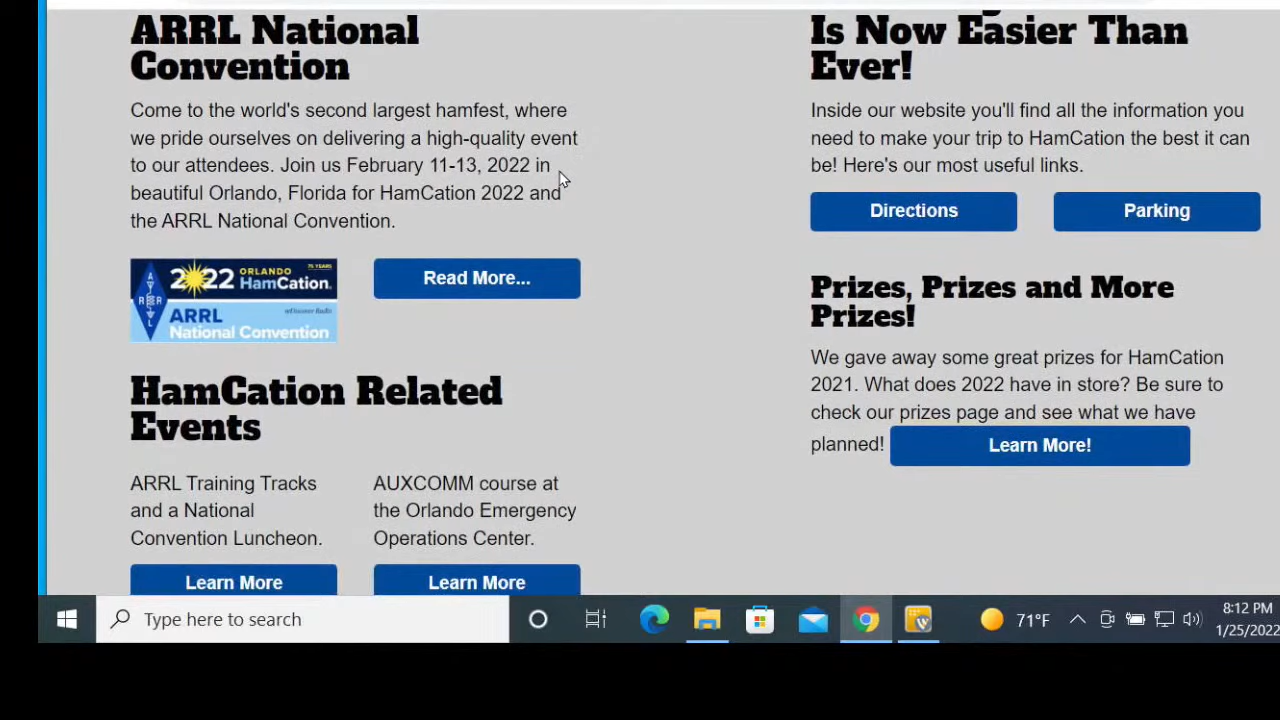 ARRL National
Convention
Come to the world's second largest hamfest, where
we pride ourselves on delivering a high-quality event
to our attendees. Join us February 11-13, 2022 in
beautiful Orlando, Florida for HamCation 2022 and
the ARRL National Convention.
75 YEARS
2022 ORLANDO
HamCation.
A
R R
L
rediscover Radio
ARRL
National Convention
Read More...
HamCation Related
Events
ARRL Training Tracks
and a National
Convention Luncheon.
Learn More
AUXCOMM course at
the Orlando Emergency
Operations Center.
Learn More
Is Now Easier Than
Ever!
Inside our website you'll find all the information you
need to make your trip to HamCation the best it can
be! Here's our most useful links.
Directions
Parking
Prizes, Prizes and More
Prizes!
We gave away some great prizes for HamCation
2021. What does 2022 have in store? Be sure to
check our prizes page and see what we have
planned! Learn More!
Type here to search
W
71°F
8:12 PM
1/25/2022